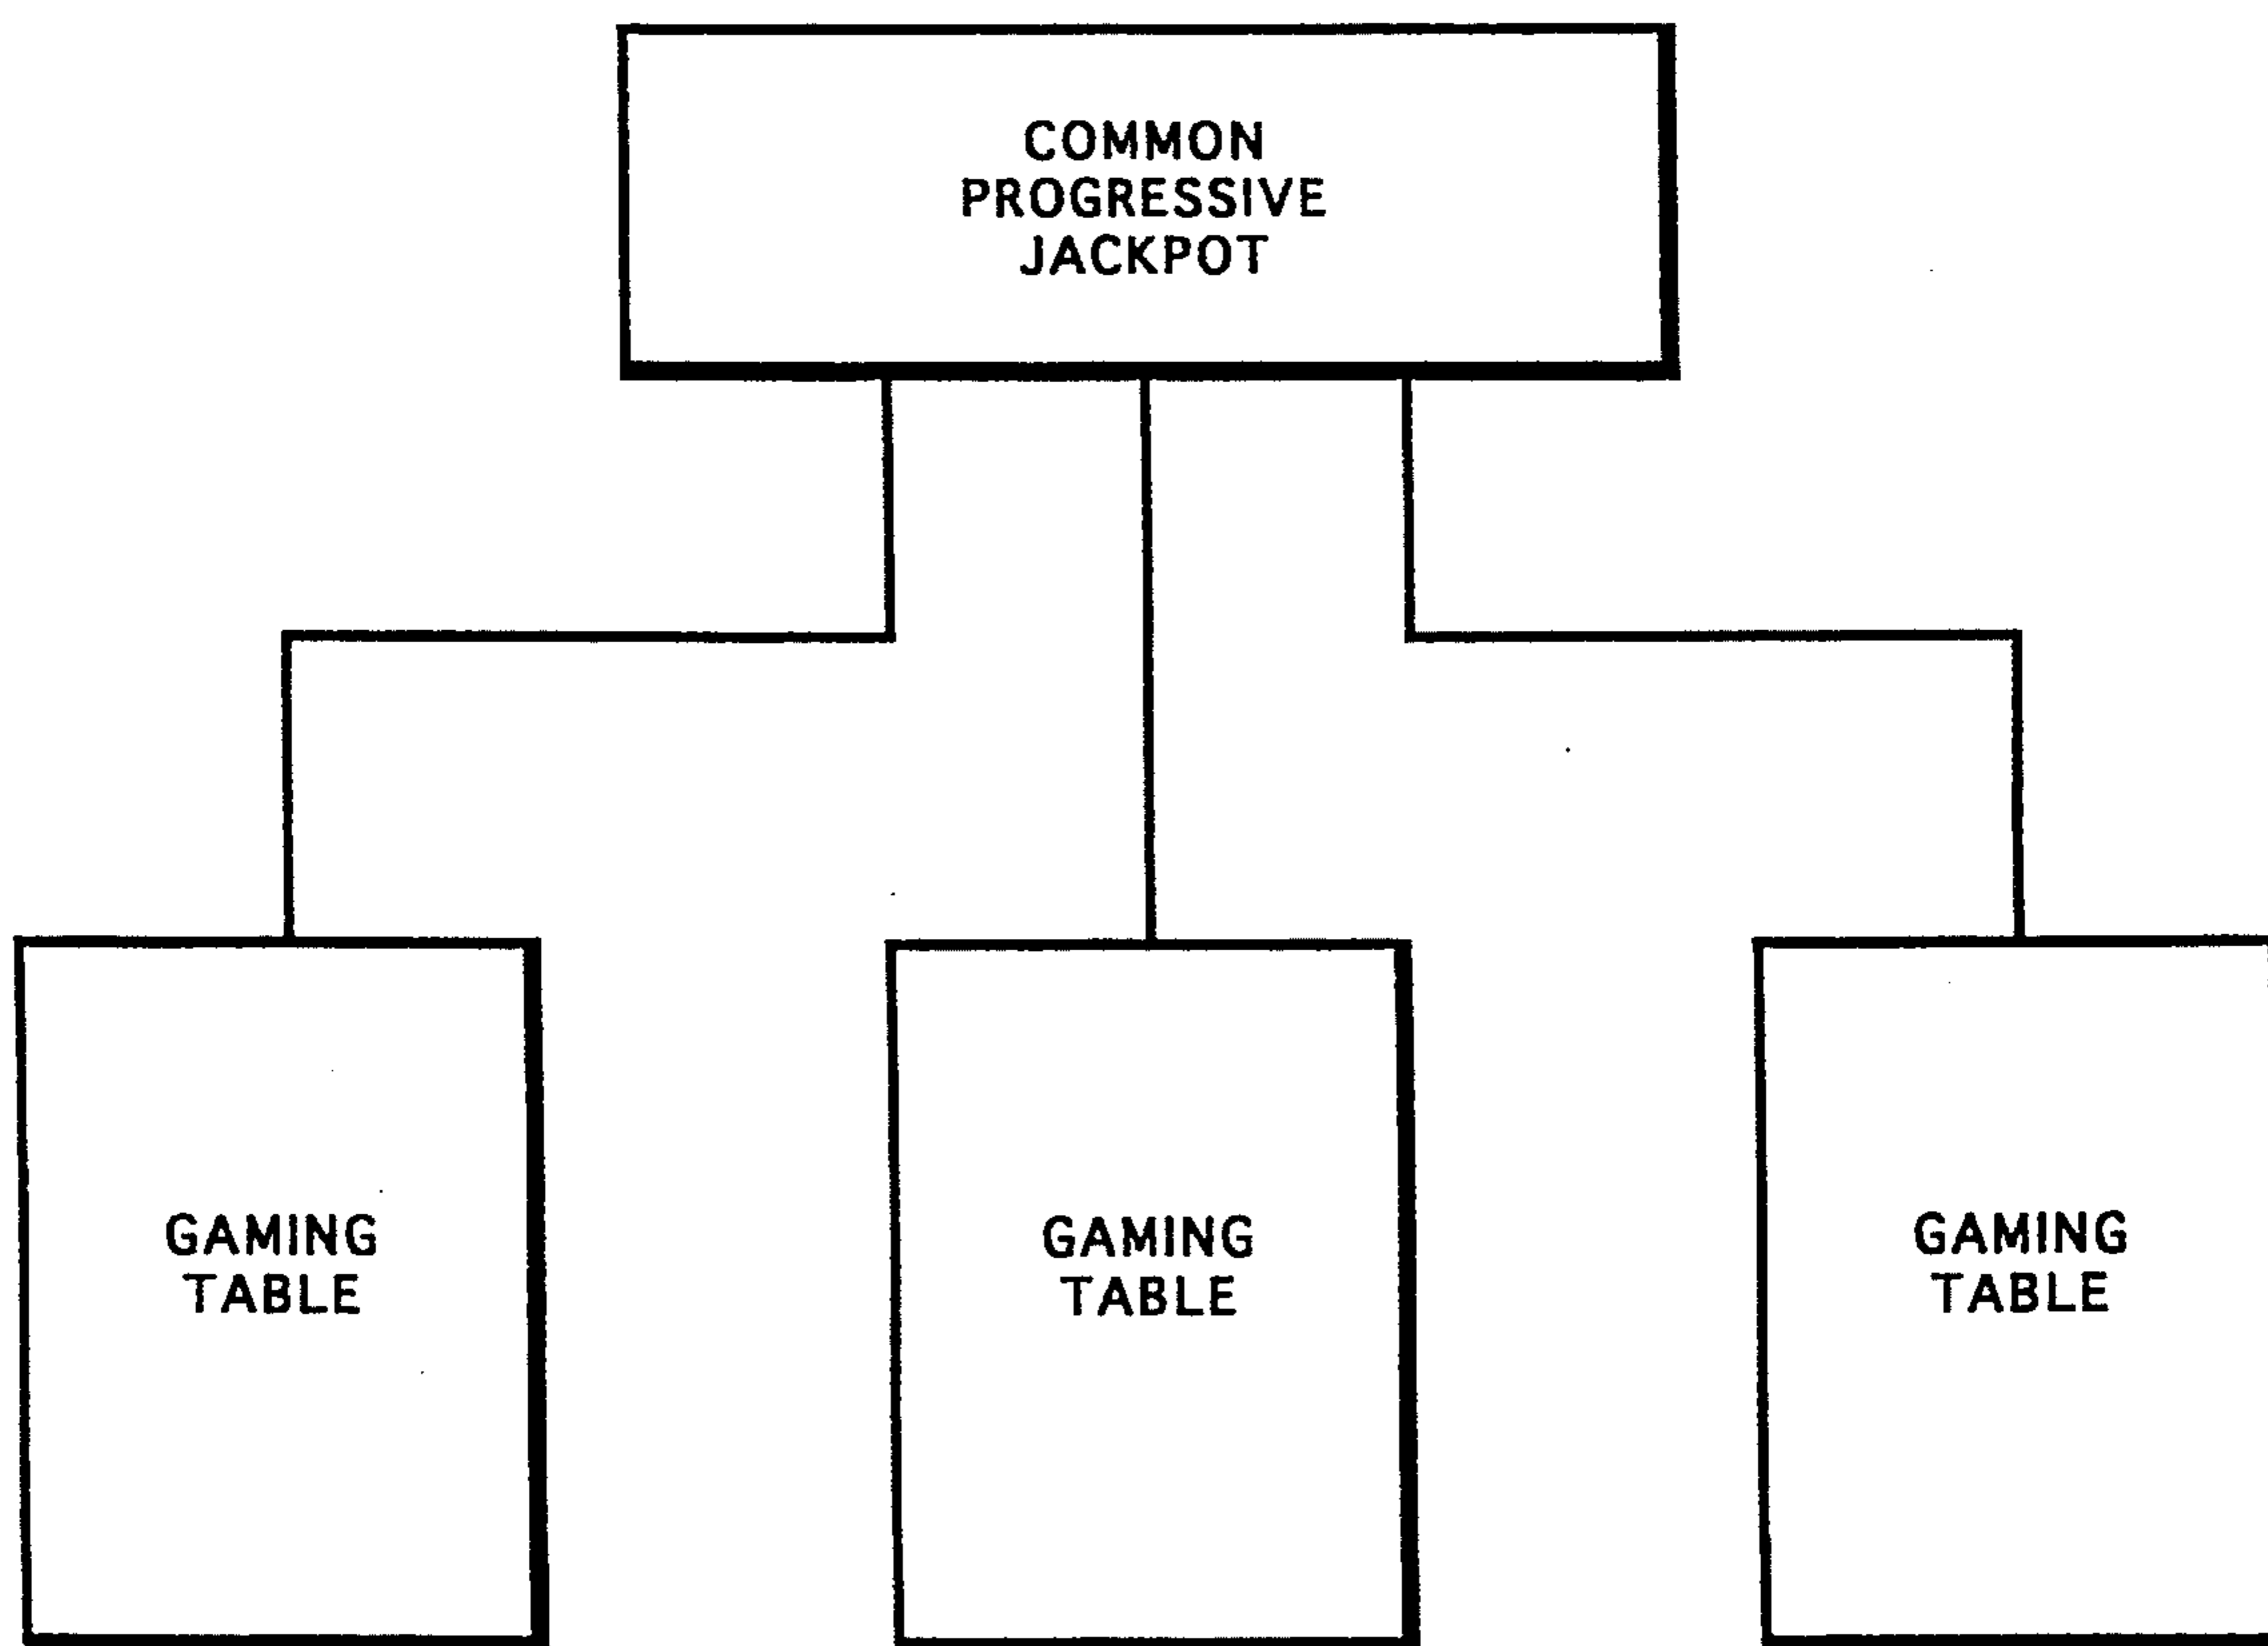 COMMON
PROGRESSIVE
JACKPOT
GAMING
TABLE
GAMING
TABLE
GAMING
TABLE